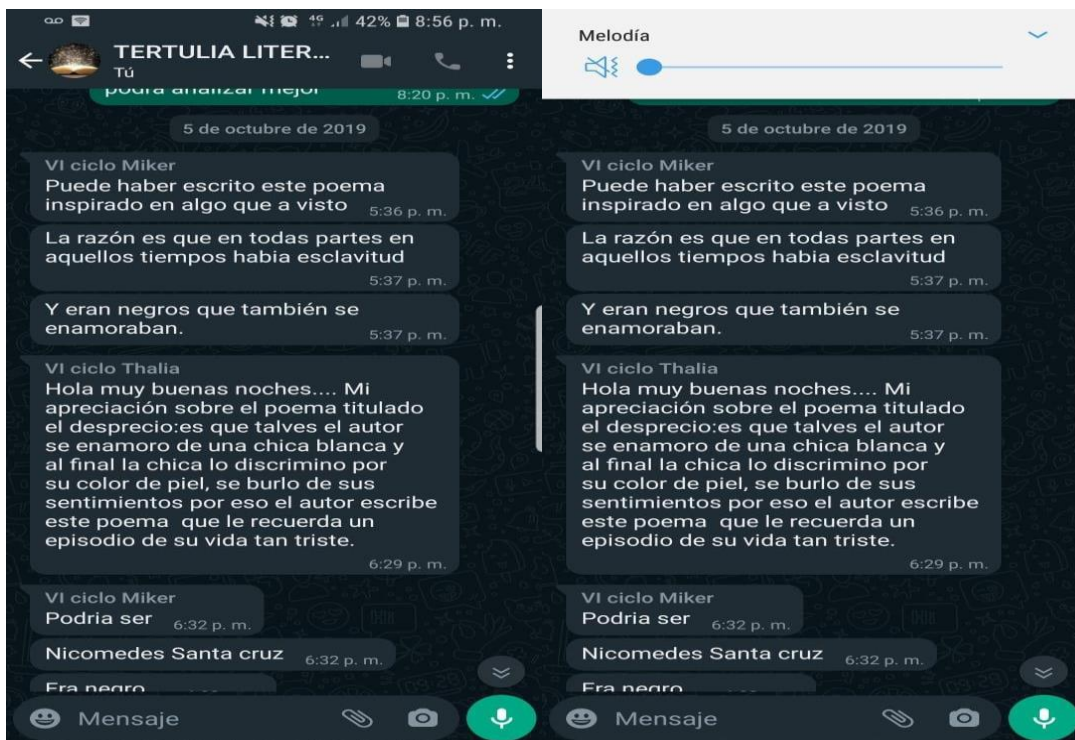 42% 8:56 p. m.
TERTULIA LITER...
Tú
podrá analizar mejor
8:20 p. m.
5 de octubre de 2019
VI ciclo Miker
Puede haber escrito este poema
inspirado en algo que a visto 5:36 p. m.
La razón es que en todas partes en
aquellos tiempos habia esclavitud
5:37 p. m.
Y eran negros que también se
enamoraban. 5:37 p. m.
VI ciclo Thalia
Hola muy buenas noches.... Mi
apreciación sobre el poema titulado
el desprecio:es que talves el autor
se enamoro de una chica blanca y
al final la chica lo discrimino por
su color de piel, se burlo de sus
sentimientos por eso el autor escribe
este poema que le recuerda un
episodio de su vida tan triste.
6:29 p. m.
VI ciclo Miker
Podria ser 6:32 p. m.
Nicomedes Santa cruz 6:32 p. m.
Era negro
Mensaje
Melodía
5 de octubre de 2019
VI ciclo Miker
Puede haber escrito este poema
inspirado en algo que a visto 5:36 p. m.
La razón es que en todas partes en
aquellos tiempos habia esclavitud
5:37 p. m.
Y eran negros que también se
enamoraban. 5:37 p. m.
VI ciclo Thalia
Hola muy buenas noches.... Mi
apreciación sobre el poema titulado
el desprecio:es que talves el autor
se enamoro de una chica blanca y
al final la chica lo discrimino por
su color de piel, se burlo de sus
sentimientos por eso el autor escribe
este poema que le recuerda un
episodio de su vida tan triste.
6:29 p. m.
VI ciclo Miker
Podria ser 6:32 p. m.
Nicomedes Santa cruz 6:32 p. m.
Era negro
Mensaje